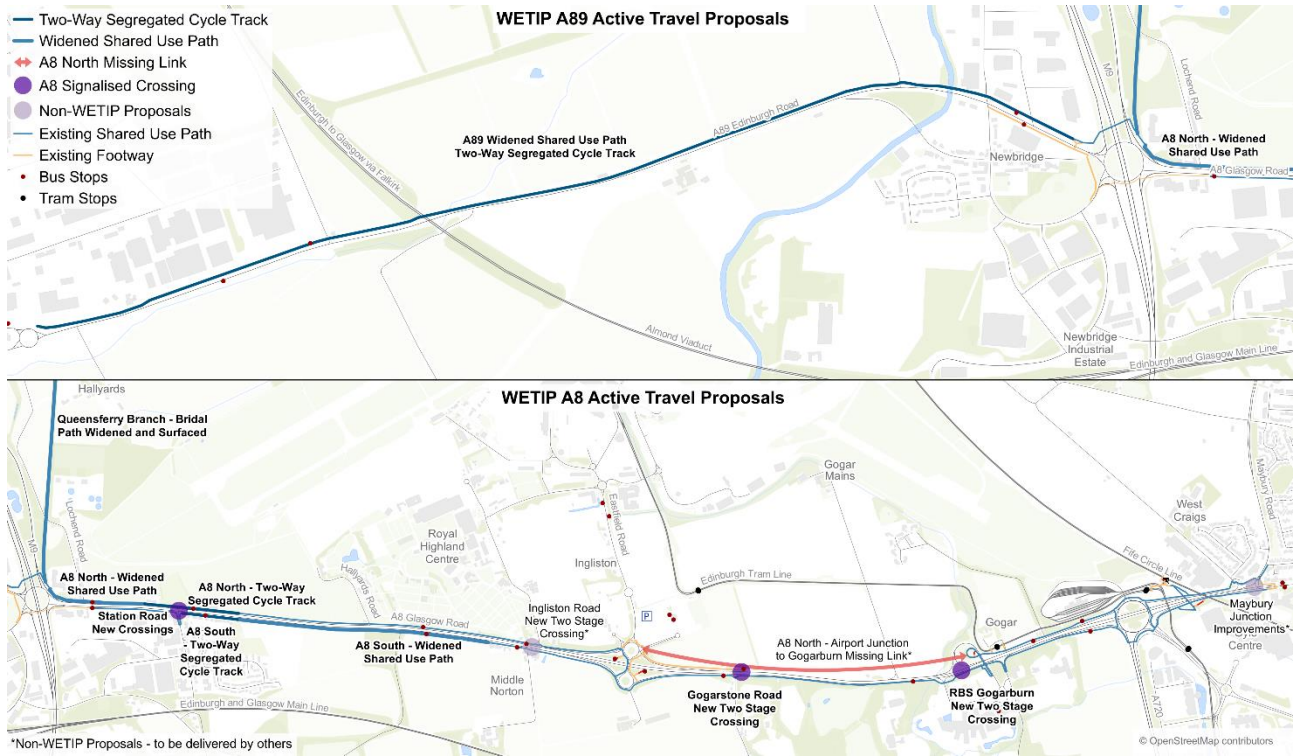 WETIP A89 Active Travel Proposals
Two-Way Segregated Cycle Track
Widened Shared Use Path
A8 North Missing Link
A8 Signalised Crossing
Non-WETIP Proposals
Existing Shared Use Path
Existing Footway
Bus Stops
Tram Stops
Edinburgh to Glasgow via Falkirk
A89 Widened Shared Use Path
Two-Way Segregated Cycle Track
A89 Edinburgh Road
Newbridge
M9
Lochend Road
A8 North - Widened
Shared Use Path
A8 Glasgow Road
Almond Viaduct
Newbridge
Industrial
Estate
Edinburgh and Glasgow Main Line
WETIP A8 Active Travel Proposals
Hallyards
Queensferry Branch - Bridal
Path Widened and Surfaced
M9
Lochend Road
A8 North - Widened
Shared Use Path
Station Road
New Crossings
A8 North - Two-Way
Segregated Cycle Track
A8 South
- Two-Way
Segregated
Cycle Track
Royal
Highland
Centre
Hallyards Road
A8 Glasgow Road
A8 South - Widened
Shared Use Path
Middle
Norton
Edinburgh and Glasgow Main Line
Ingliston
Eastfield Road
Ingliston Road
New Two Stage
Crossing*
P
Edinburgh Tram Line
Gogar
Mains
A8 North - Airport Junction
to Gogarburn Missing Link*
Gogarstone Road
New Two Stage
Crossing
Gogar
RBS Gogarburn
New Two Stage
Crossing
West
Craigs
Maybury Road
Fife Circle Line
Maybury
Junction
Improvements*
Centre
A720
*Non-WETIP Proposals - to be delivered by others
© OpenStreetMap contributors